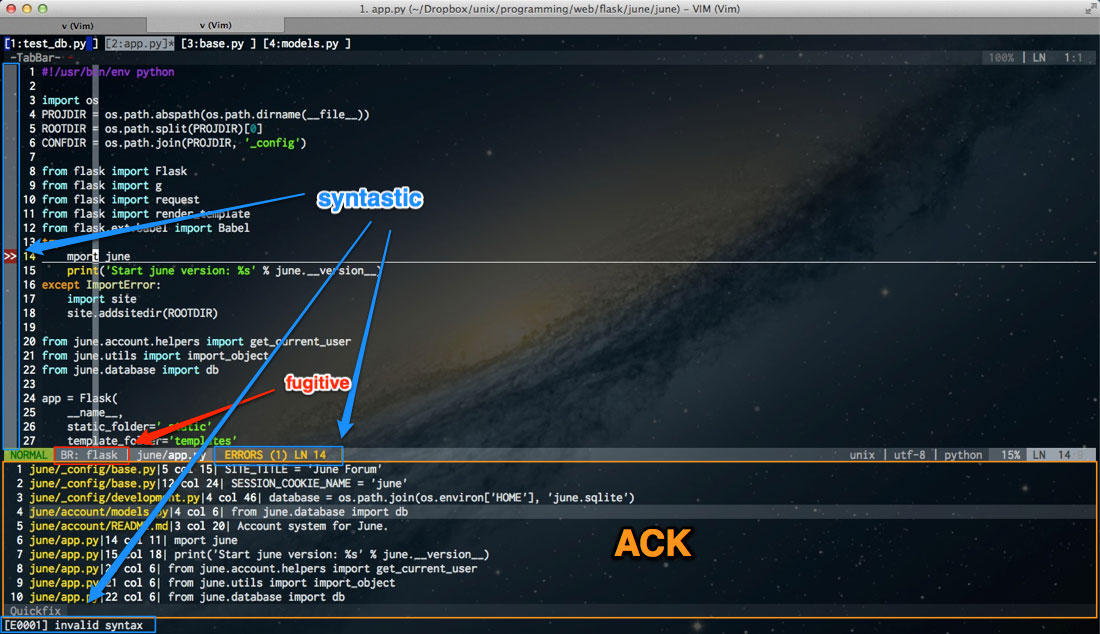 1. app.py (~/Dropbox/unix/programming/web/flask/june/june) – VIM (Vim)
v (Vim) v (Vim)
[1:test_db.py ] [2:app.py]* [3:base.py ] [4:models.py ]
-TabBar- 100% | LN 1:1
1 #!/usr/bin/env python
2
3 import os
4 PROJDIR = os.path.abspath(os.path.dirname(__file__))
5 ROOTDIR = os.path.split(PROJDIR)[0]
6 CONFDIR = os.path.join(PROJDIR, '_config')
7
8 from flask import Flask
9 from flask import g
10 from flask import request
syntastic
11 from flask import render_template
12 from flask.ext.babel import Babel
13
>> 14 mport june
15 print('Start june version: %s' % june.__version__)
16 except ImportError:
17 import site
18 site.addsitedir(ROOTDIR)
19
20 from june.account.helpers import get_current_user
21 from june.utils import import_object
22 from june.database import db
23
fugitive
24 app = Flask(
25 __name__,
26 static_folder='_static'
27 template_folder='templates'
NORMAL BR: flask | june/app.py ERRORS (1) LN 14 unix | utf-8 | python 15% LN 14:
1 june/_config/base.py|5 col 15| SITE_TITLE = 'June Forum'
2 june/_config/base.py|12 col 24| SESSION_COOKIE_NAME = 'june'
3 june/_config/development.py|4 col 46| database = os.path.join(os.environ['HOME'], 'june.sqlite')
4 june/account/models.py|4 col 6| from june.database import db
5 june/account/README.md|3 col 20| Account system for June.
6 june/app.py|14 col 11| mport june
ACK
7 june/app.py|15 col 18| print('Start june version: %s' % june.__version__)
8 june/app.py|20 col 6| from june.account.helpers import get_current_user
9 june/app.py|21 col 6| from june.utils import import_object
10 june/app.py|22 col 6| from june.database import db
Quickfix
[E0001] invalid syntax